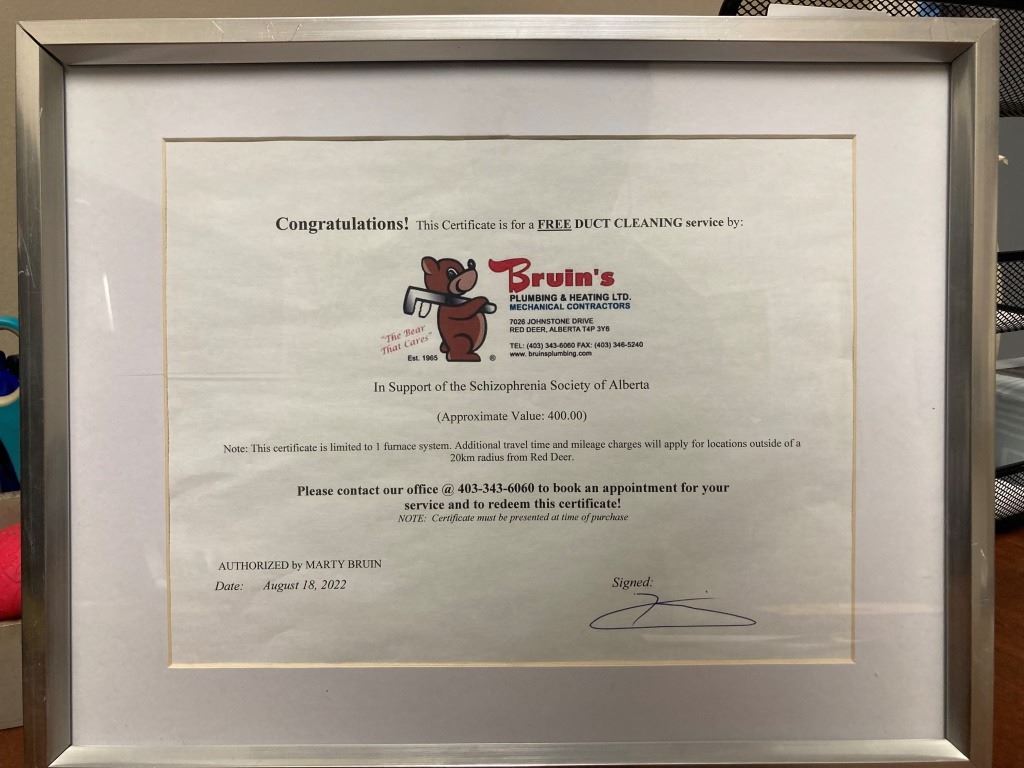 Congratulations! This Certificate is for a FREE DUCT CLEANING service by:
Bruin's
PLUMBING & HEATING LTD.
MECHANICAL CONTRACTORS
7026 JOHNSTONE DRIVE
RED DEER, ALBERTA T4P 3Y6
TEL: (403) 343-6060 FAX: (403) 346-5240
www. bruinsplumbing.com
"The Bear
That Cares"
Est. 1965 ®
In Support of the Schizophrenia Society of Alberta
(Approximate Value: 400.00)
Note: This certificate is limited to 1 furnace system. Additional travel time and mileage charges will apply for locations outside of a
20km radius from Red Deer.
Please contact our office @ 403-343-6060 to book an appointment for your
service and to redeem this certificate!
NOTE: Certificate must be presented at time of purchase
AUTHORIZED by MARTY BRUIN
Date: August 18, 2022
Signed: